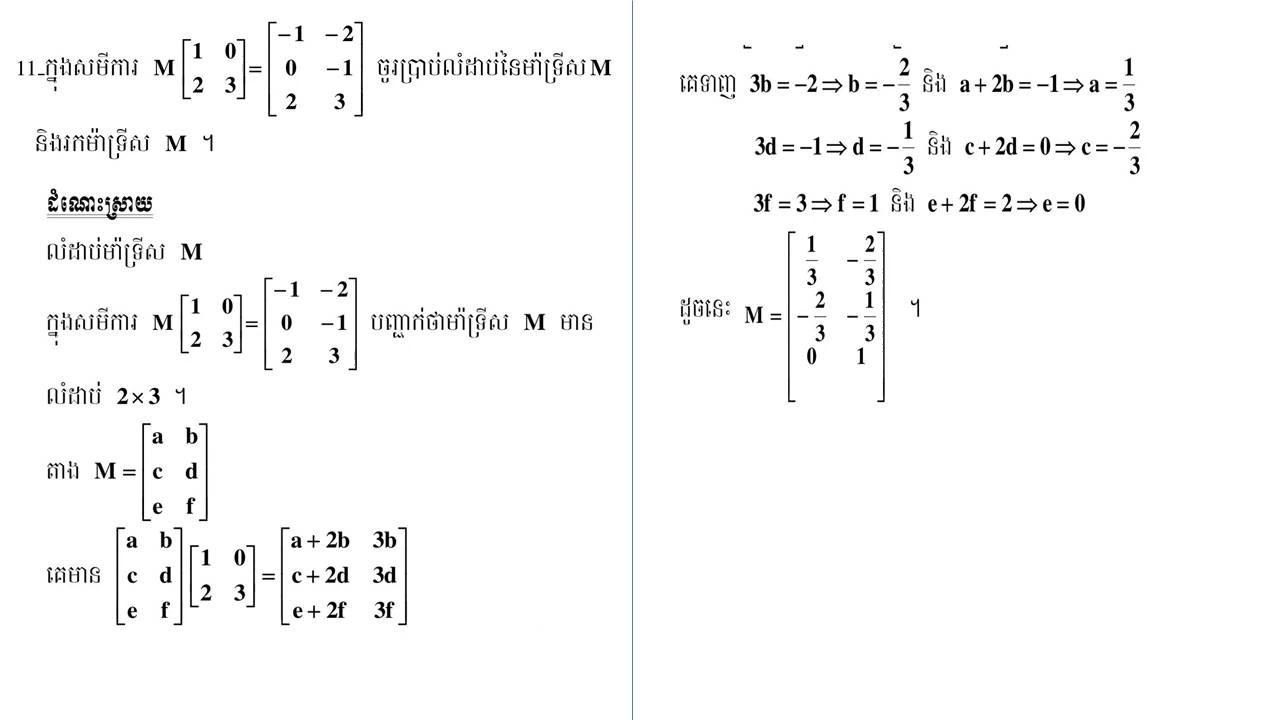 11-ក្នុងសមីការ M [1 0; 2 3] = [−1 −2; 0 −1; 2 3] ចូរប្រាប់លំដាប់នៃម៉ាទ្រីស M
និងរកម៉ាទ្រីស M ។
ដំណោះស្រាយ
លំដាប់ម៉ាទ្រីស M
ក្នុងសមីការ M [1 0; 2 3] = [−1 −2; 0 −1; 2 3] បញ្ជាក់ថាម៉ាទ្រីស M មាន
លំដាប់ 2×3 ។
តាង M = [a b; c d; e f]
គេមាន [a b; c d; e f] [1 0; 2 3] = [a+2b 3b; c+2d 3d; e+2f 3f]
គេទាញ 3b = −2 ⇒ b = −2/3 និង a + 2b = −1 ⇒ a = 1/3
3d = −1 ⇒ d = −1/3 និង c + 2d = 0 ⇒ c = −2/3
3f = 3 ⇒ f = 1 និង e + 2f = 2 ⇒ e = 0
ដូចនេះ M = [1/3 −2/3; −2/3 −1/3; 0 1] ។